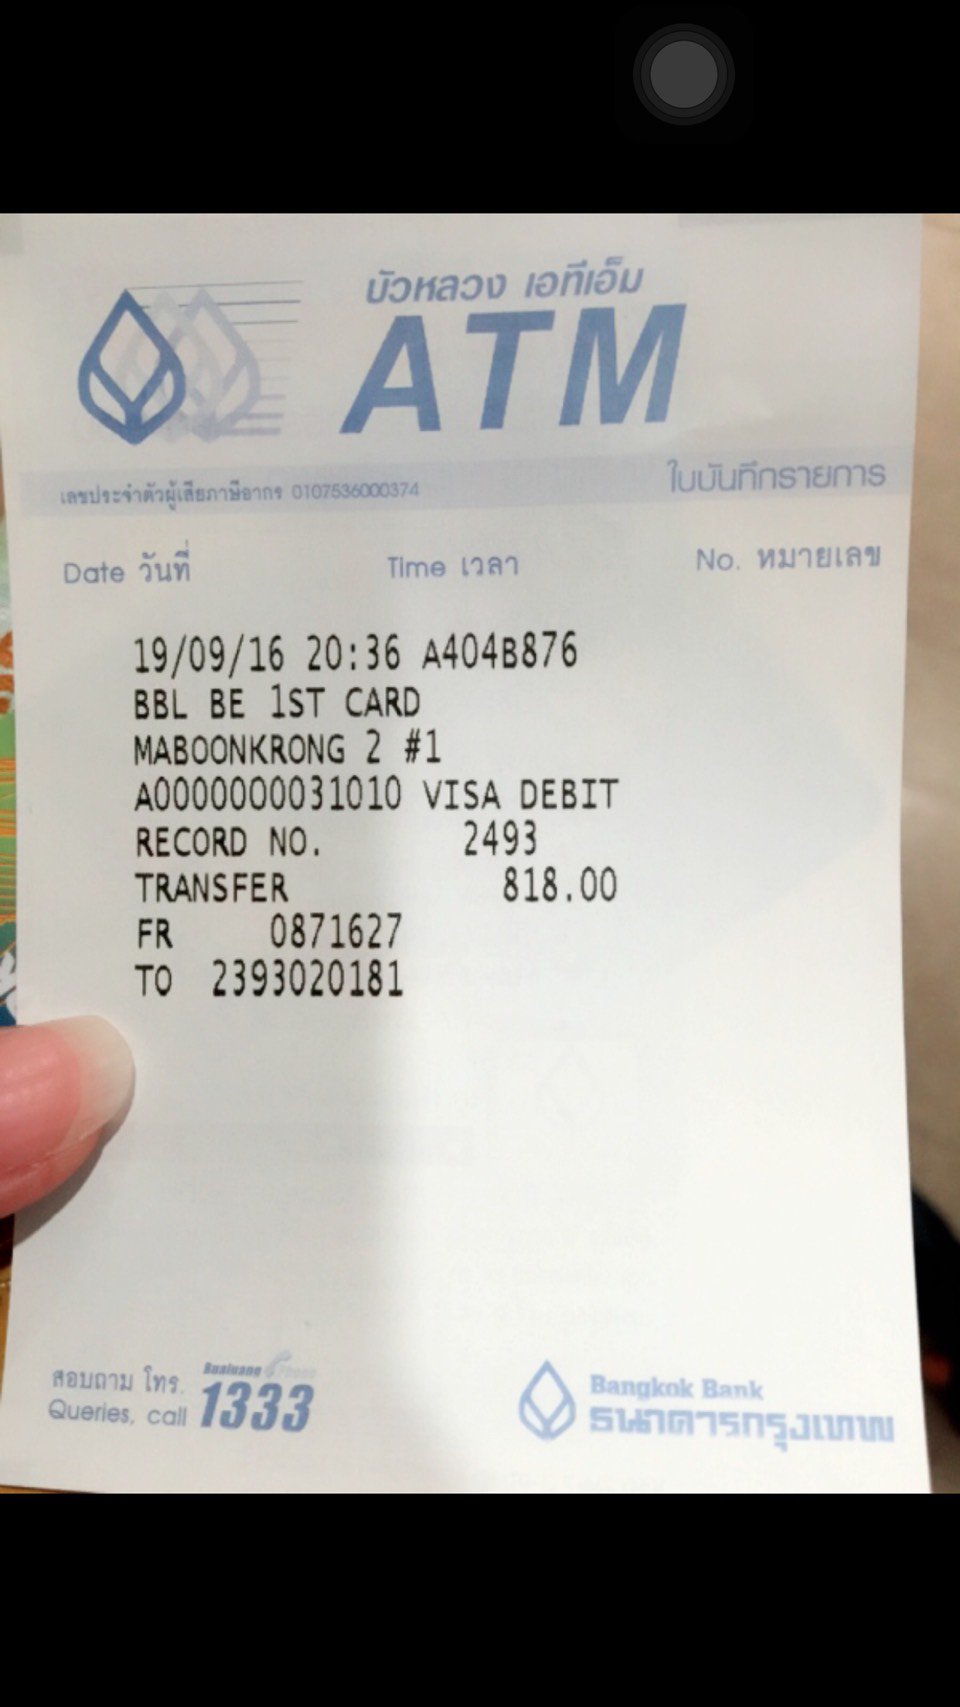 บัวหลวง เอทีเอ็ม
ATM
เลขประจำตัวผู้เสียภาษีอากร 0107536000374
ใบบันทึกรายการ
Date วันที่ Time เวลา No. หมายเลข
19/09/16 20:36 A404B876
BBL BE 1ST CARD
MABOONKRONG 2 #1
A0000000031010 VISA DEBIT
RECORD NO. 2493
TRANSFER 818.00
FR 0871627
TO 2393020181
สอบถาม โทร.
Queries, call
Bualuang Phone
1333
Bangkok Bank
ธนาคารกรุงเทพ